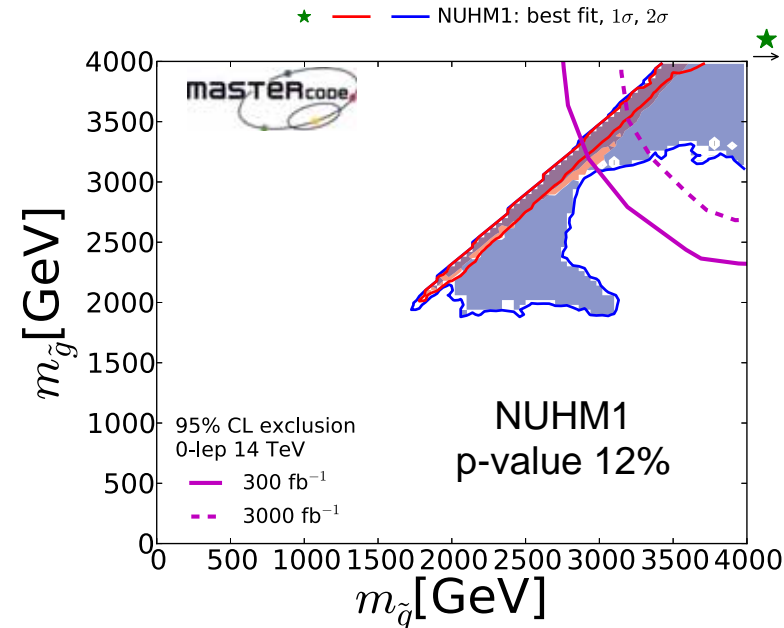 NUHM1: best fit, 1σ, 2σ
MASTERCODE
4000
3500
3000
2500
2000
1500
1000
500
0
m_g̃ [GeV]
95% CL exclusion
0-lep 14 TeV
300 fb⁻¹
3000 fb⁻¹
NUHM1
p-value 12%
0 500 1000 1500 2000 2500 3000 3500 4000
m_q̃ [GeV]